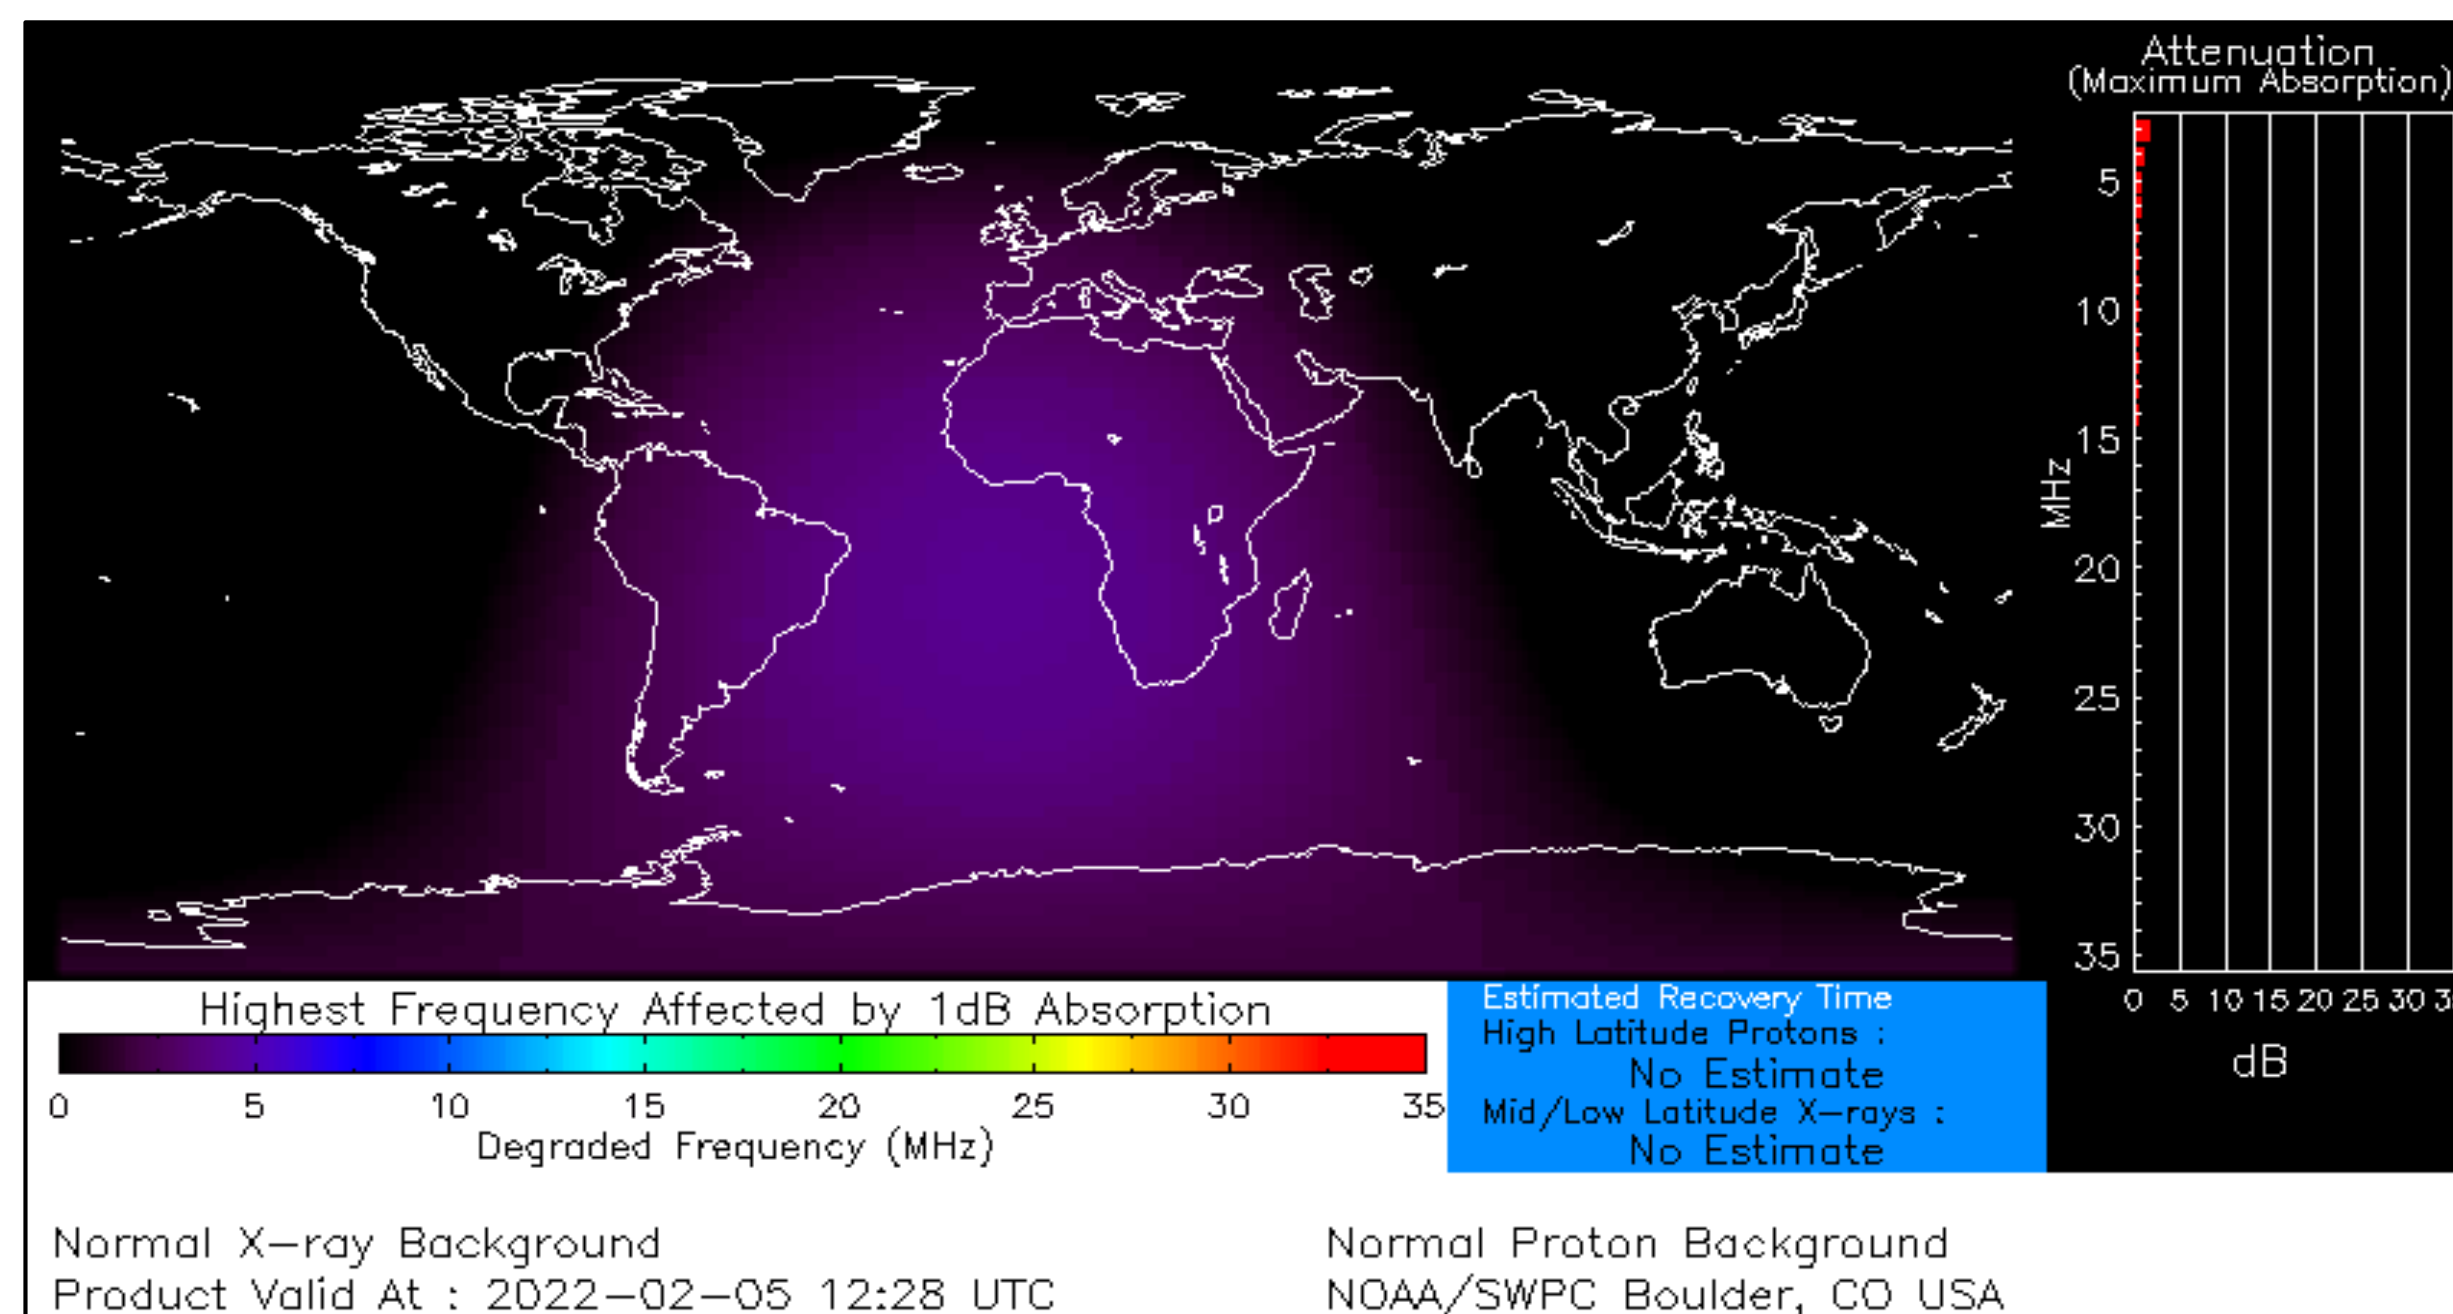 Attenuation
(Maximum Absorption)
5
10
15
20
25
30
35
MHz
0 5 10 15 20 25 30
dB
Highest Frequency Affected by 1dB Absorption
0 5 10 15 20 25 30 35
Degraded Frequency (MHz)
Estimated Recovery Time
High Latitude Protons :
No Estimate
Mid/Low Latitude X-rays :
No Estimate
Normal X-ray Background
Normal Proton Background
Product Valid At : 2022-02-05 12:28 UTC
NOAA/SWPC Boulder, CO USA